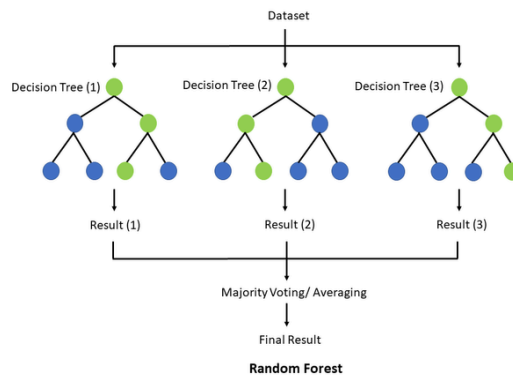 Dataset
Decision Tree (1)
Decision Tree (2)
Decision Tree (3)
Result (1)
Result (2)
Result (3)
Majority Voting/ Averaging
Final Result
Random Forest